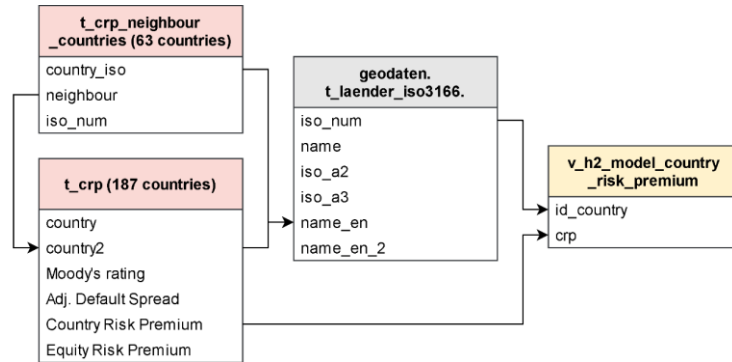 t_crp_neighbour
_countries (63 countries)
country_iso
neighbour
iso_num
t_crp (187 countries)
country
country2
Moody's rating
Adj. Default Spread
Country Risk Premium
Equity Risk Premium
geodaten.
t_laender_iso3166.
iso_num
name
iso_a2
iso_a3
name_en
name_en_2
v_h2_model_country
_risk_premium
id_country
crp